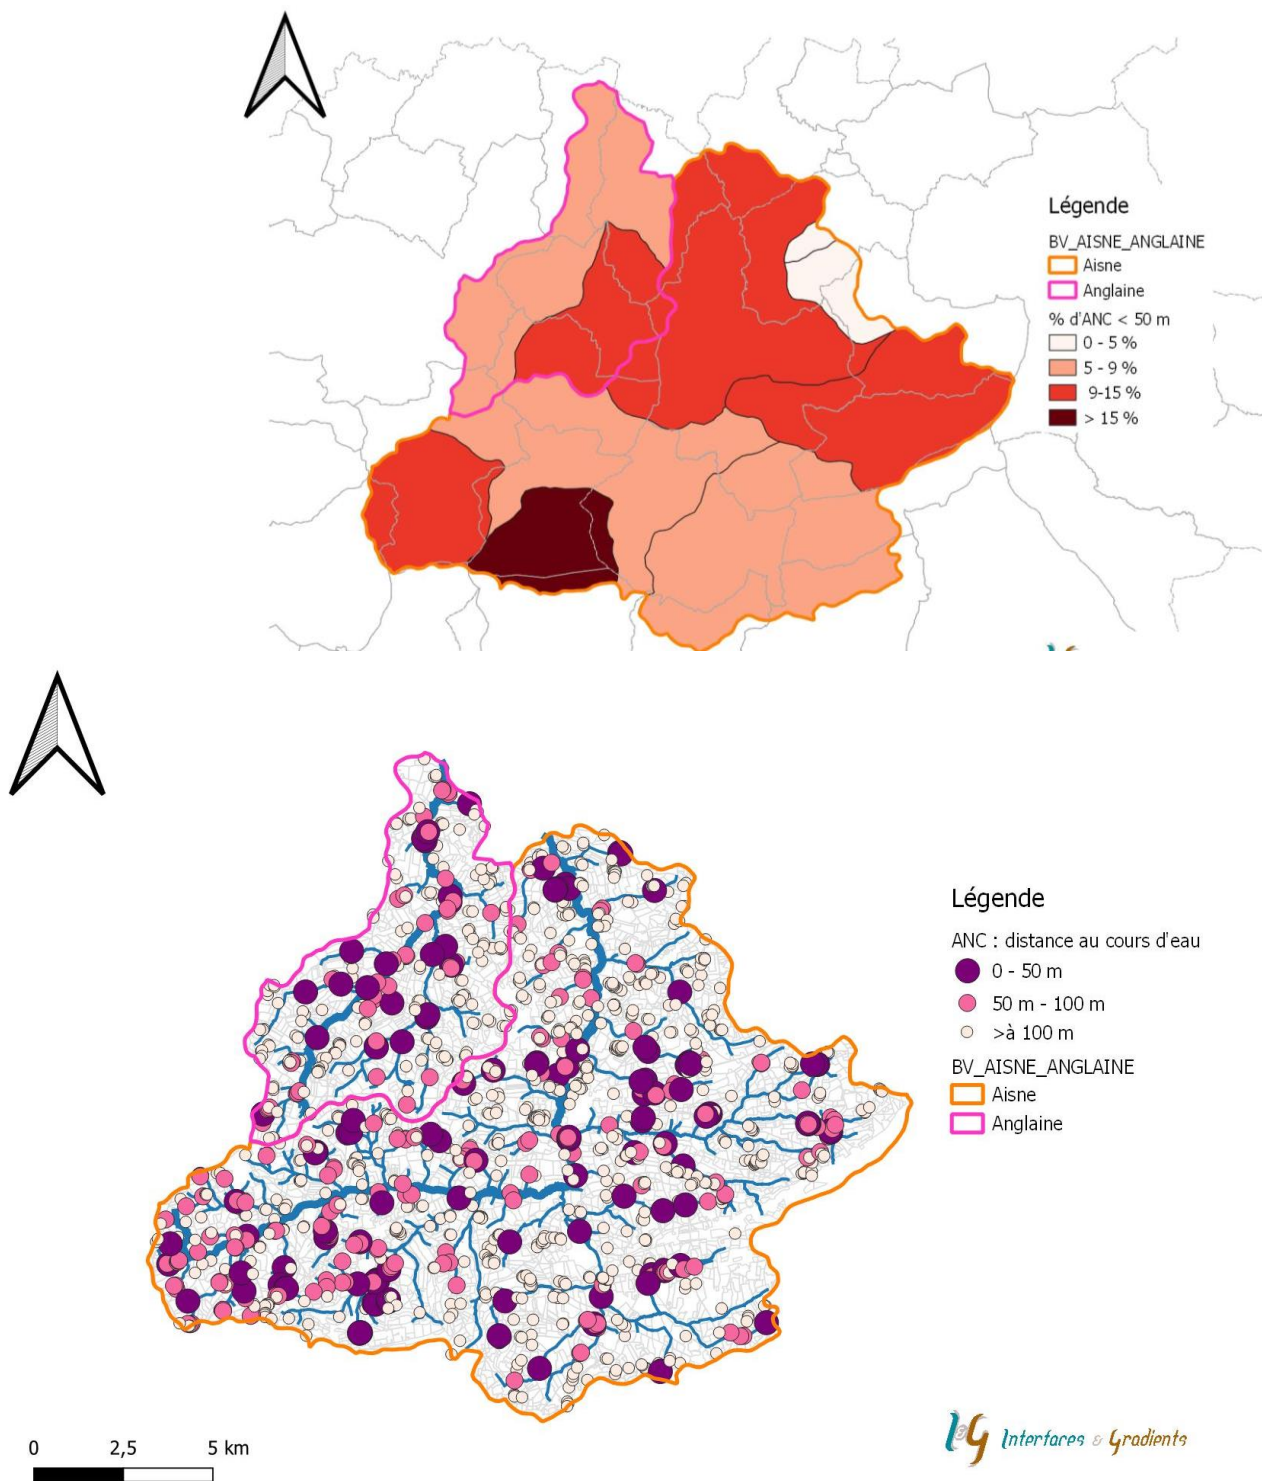 Légende
BV_AISNE_ANGLAINE
Aisne
Anglaine
% d'ANC < 50 m
0 - 5 %
5 - 9 %
9-15 %
> 15 %
Légende
ANC : distance au cours d'eau
0 - 50 m
50 m - 100 m
>à 100 m
BV_AISNE_ANGLAINE
Aisne
Anglaine
0 2,5 5 km
I&G Interfaces & Gradients